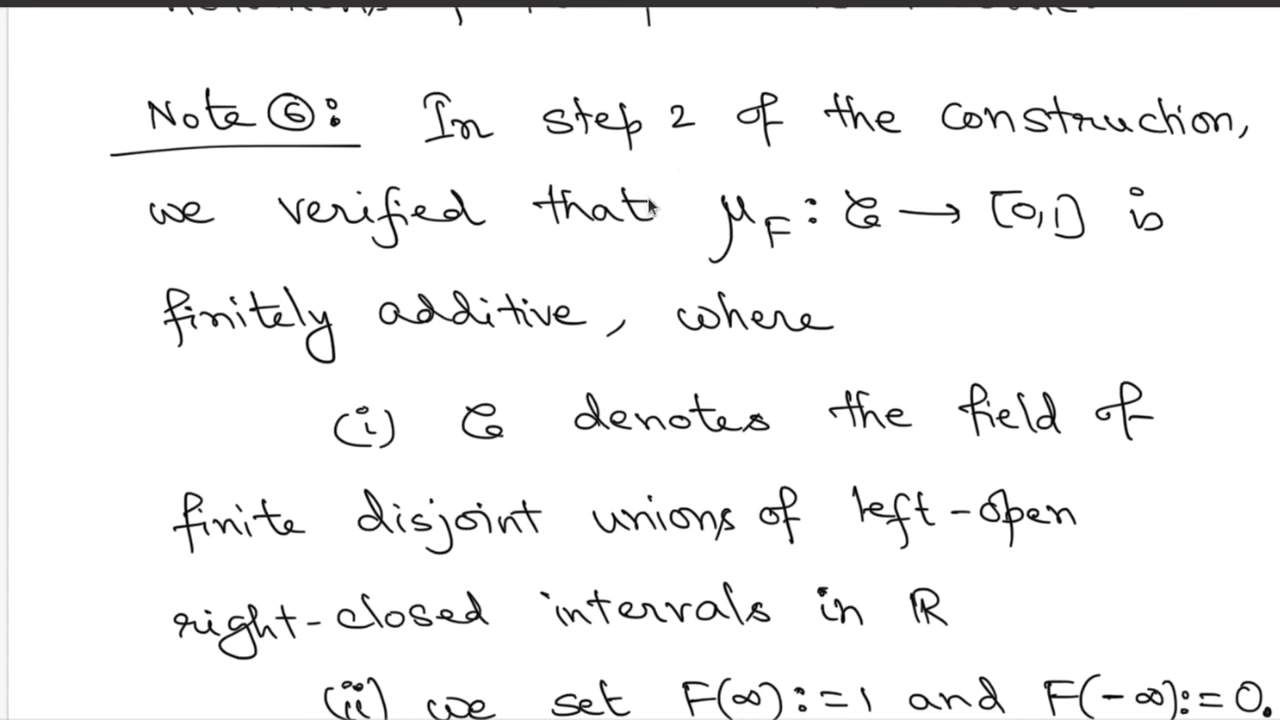 Note ⑥: In step 2 of the construction,
we verified that μ_F : 𝒞 → [0,1] is
finitely additive, where
(i) 𝒞 denotes the field of
finite disjoint unions of left-open
right-closed intervals in ℝ
(ii) we set F(∞) := 1 and F(-∞) := 0.